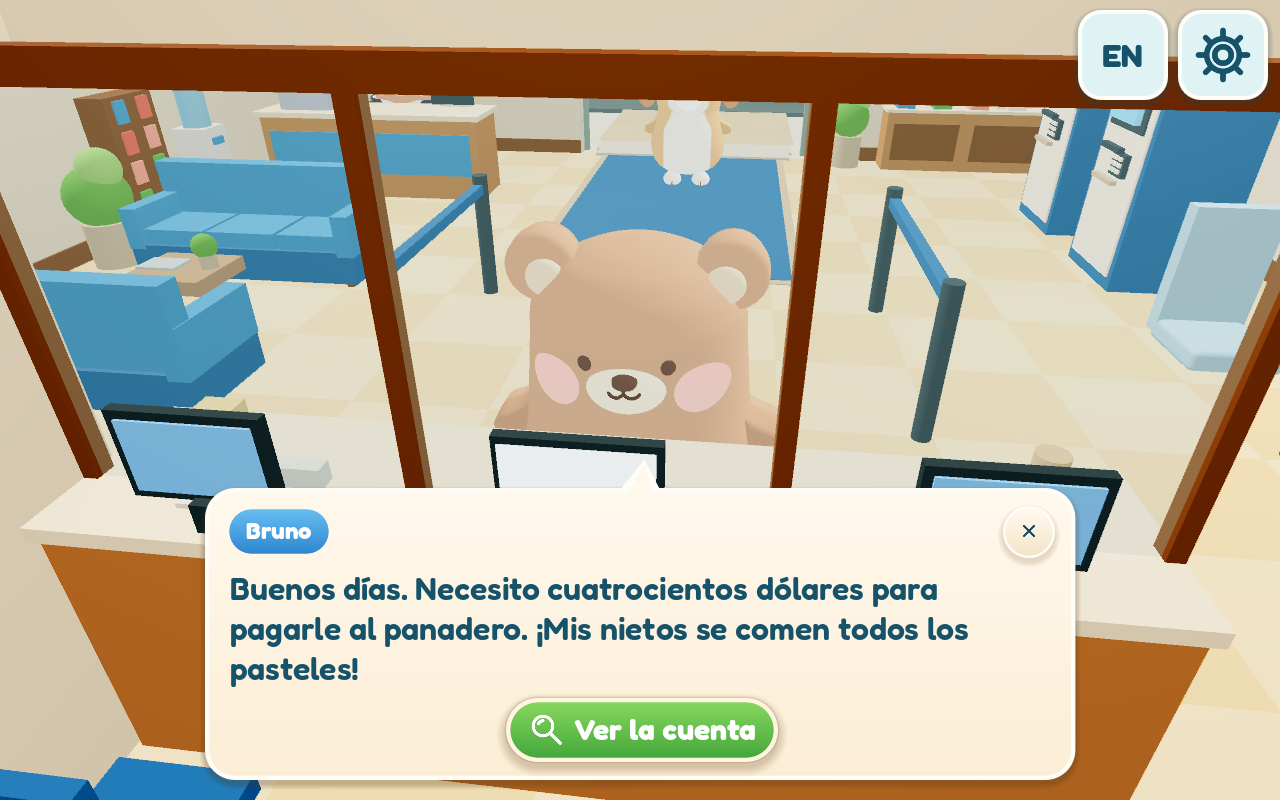 EN
Bruno
Buenos días. Necesito cuatrocientos dólares para
pagarle al panadero. ¡Mis nietos se comen todos los
pasteles!
Ver la cuenta